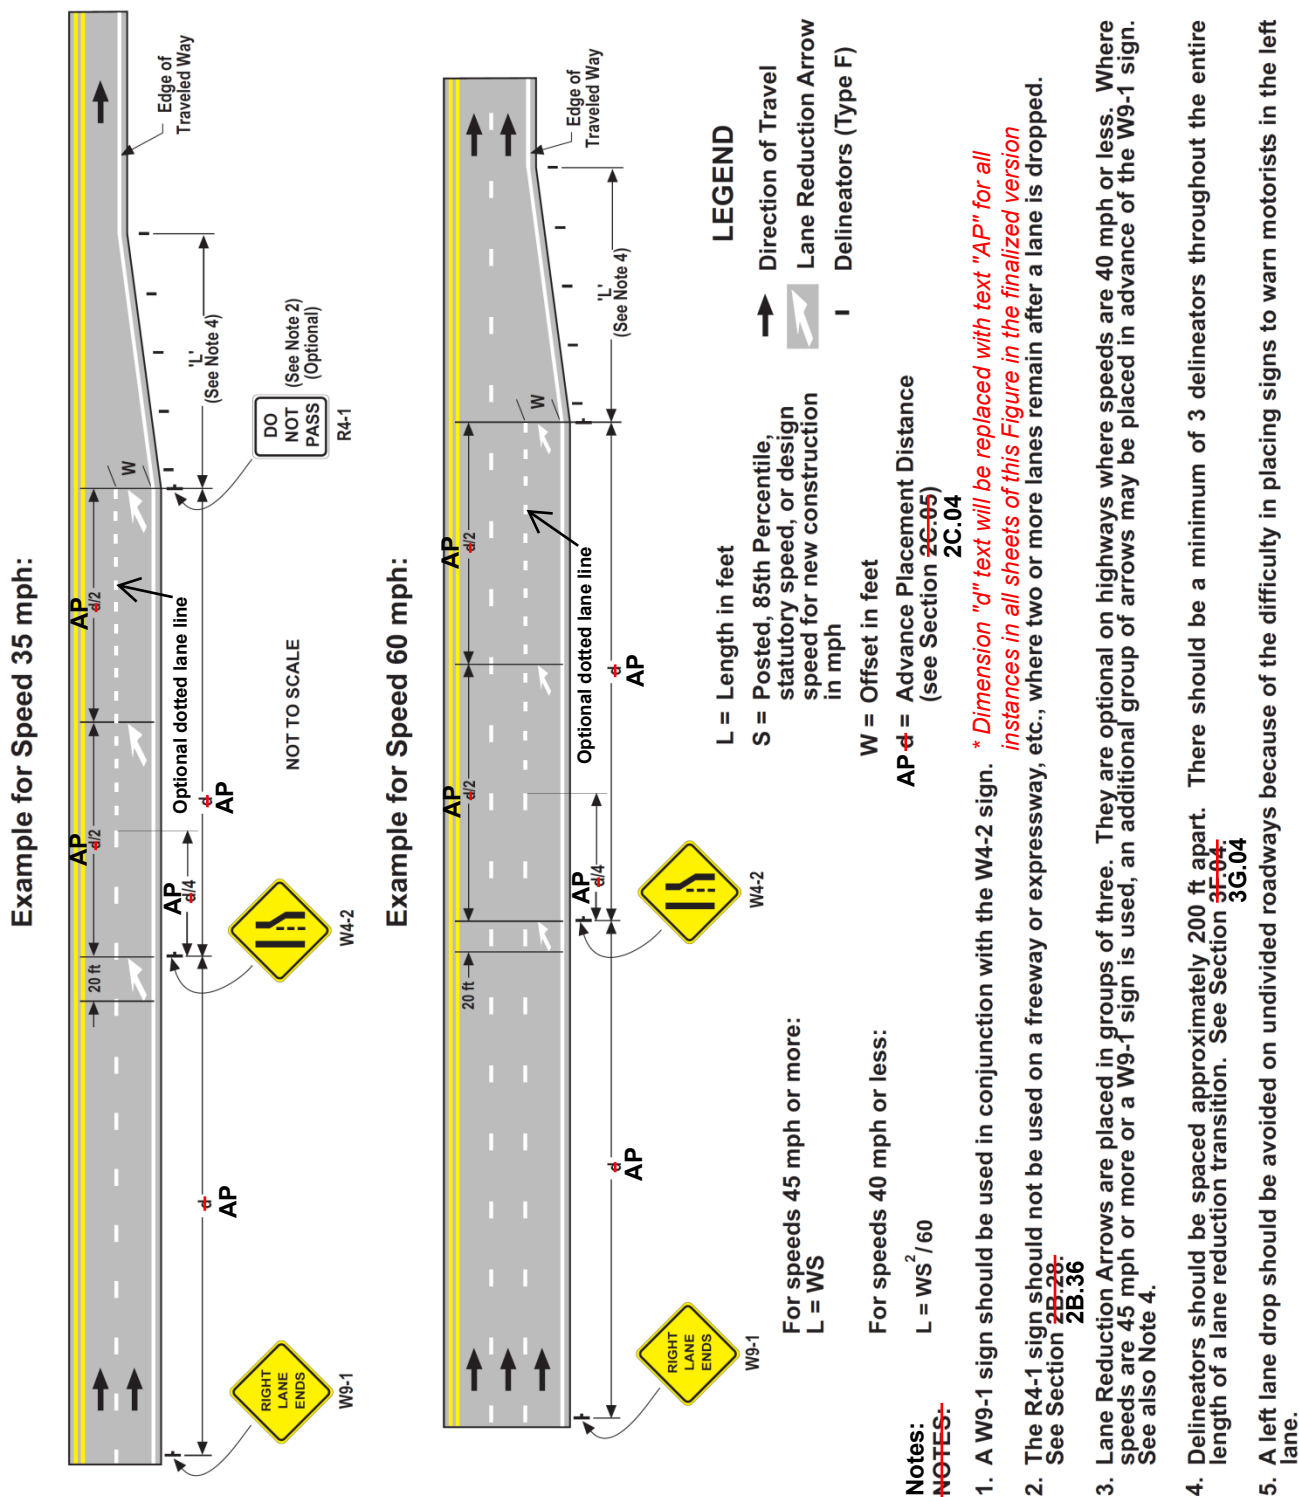 Example for Speed 35 mph:
RIGHT
LANE
ENDS
W9-1
d
AP
20 ft
W4-2
AP
d/2
AP
d/4
d
AP
Optional dotted lane line
AP
d/2
NOT TO SCALE
W
DO
NOT
PASS
R4-1
(See Note 2)
(Optional)
'L'
(See Note 4)
Edge of
Traveled Way
Example for Speed 60 mph:
RIGHT
LANE
ENDS
W9-1
d
AP
20 ft
W4-2
AP
d/2
AP
d/4
d
AP
Optional dotted lane line
AP
d/2
W
'L'
(See Note 4)
Edge of
Traveled Way
For speeds 45 mph or more:
L = WS
For speeds 40 mph or less:
L = WS²/60
L = Length in feet
S = Posted, 85th Percentile,
statutory speed, or design
speed for new construction
in mph
W = Offset in feet
AP d = Advance Placement Distance
(see Section 2C.05)
2C.04
LEGEND
Direction of Travel
Lane Reduction Arrow
Delineators (Type F)
Notes:
NOTES:
* Dimension "d" text will be replaced with text "AP" for all
instances in all sheets of this Figure in the finalized version
1. A W9-1 sign should be used in conjunction with the W4-2 sign.
2. The R4-1 sign should not be used on a freeway or expressway, etc., where two or more lanes remain after a lane is dropped.
See Section 2B.28.
2B.36
3. Lane Reduction Arrows are placed in groups of three. They are optional on highways where speeds are 40 mph or less. Where
speeds are 45 mph or more or a W9-1 sign is used, an additional group of arrows may be placed in advance of the W9-1 sign.
See also Note 4.
4. Delineators should be spaced approximately 200 ft apart. There should be a minimum of 3 delineators throughout the entire
length of a lane reduction transition. See Section 3F.04.
3G.04
5. A left lane drop should be avoided on undivided roadways because of the difficulty in placing signs to warn motorists in the left
lane.